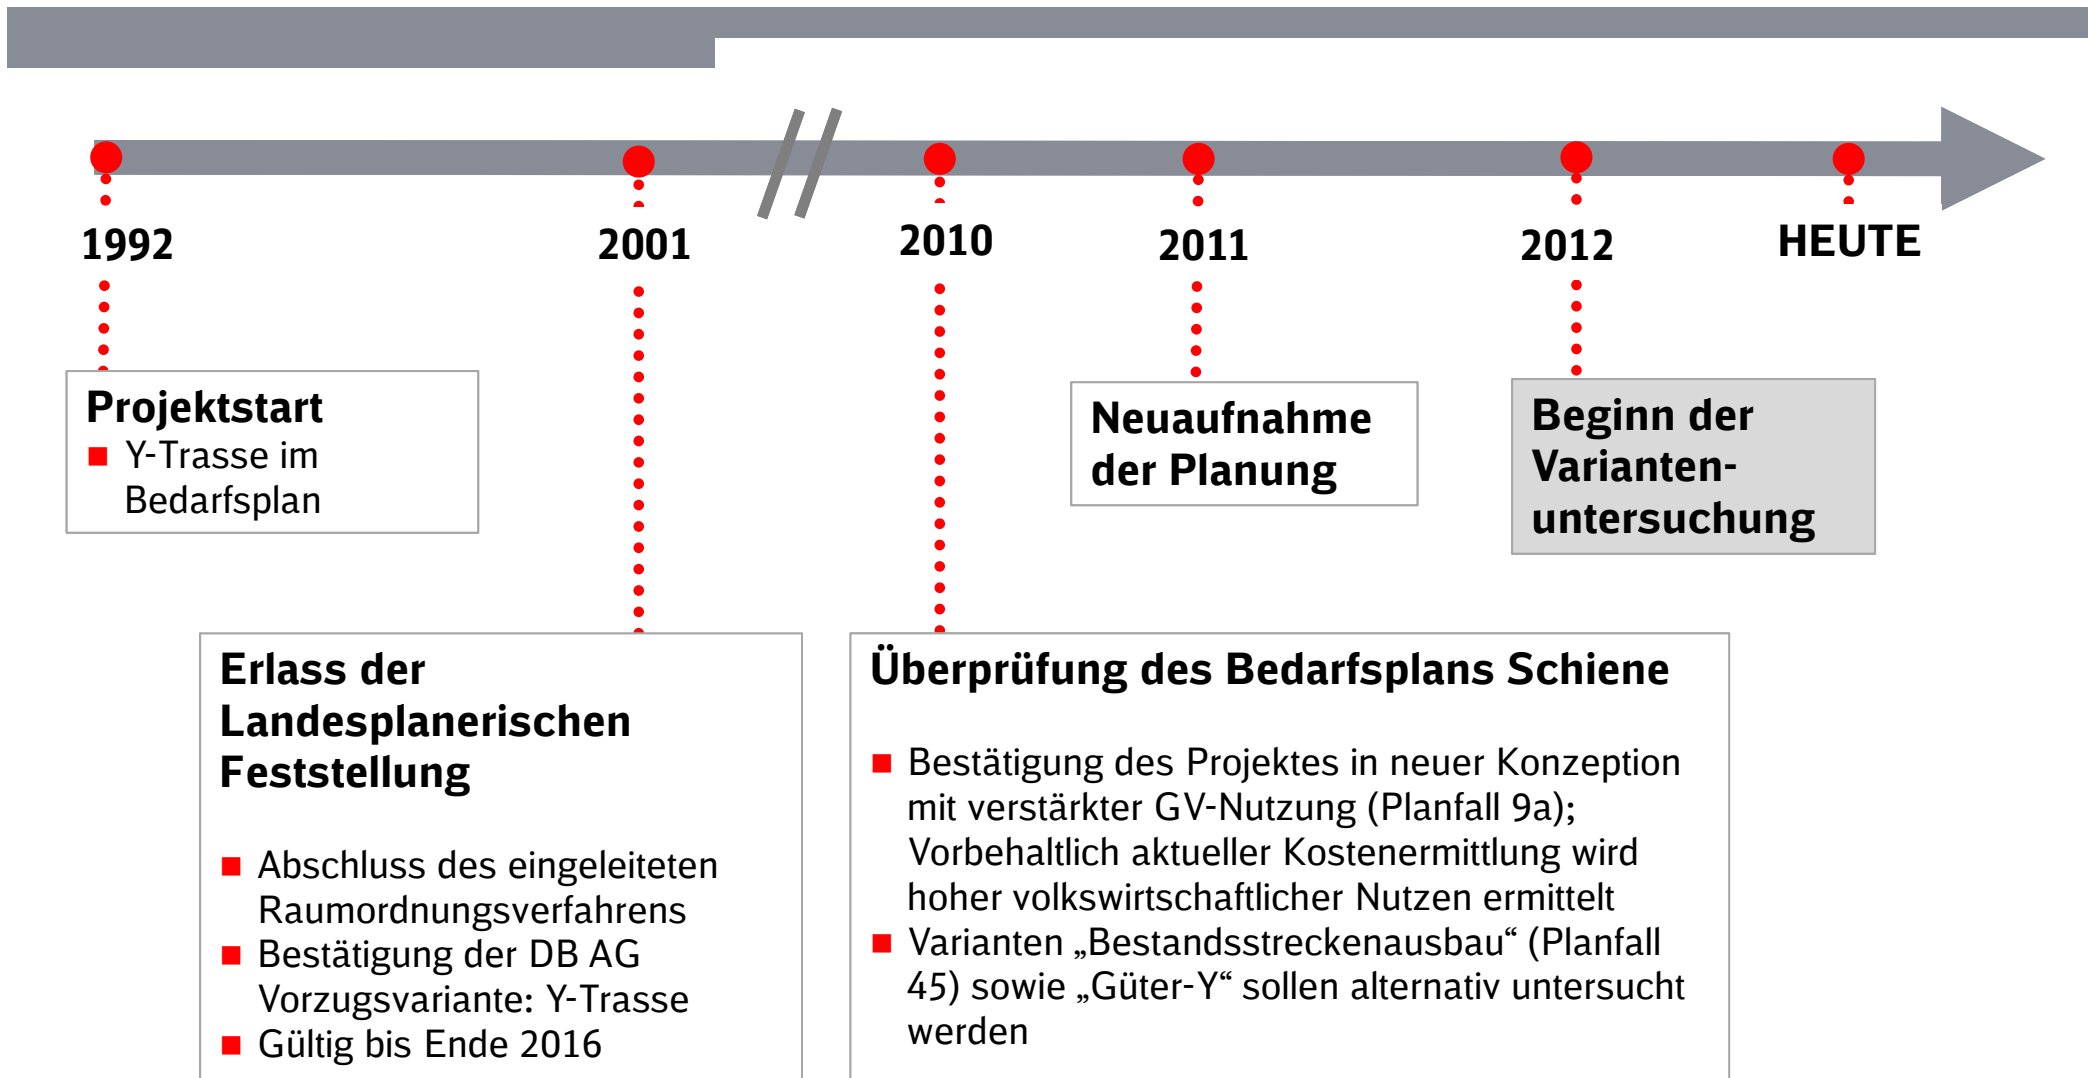 1992
2001
2010
2011
2012
HEUTE
Projektstart
■ Y-Trasse im
Bedarfsplan
Neuaufnahme
der Planung
Beginn der
Varianten-
untersuchung
Erlass der
Landesplanerischen
Feststellung
■ Abschluss des eingeleiteten
Raumordnungsverfahrens
■ Bestätigung der DB AG
Vorzugsvariante: Y-Trasse
■ Gültig bis Ende 2016
Überprüfung des Bedarfsplans Schiene
■ Bestätigung des Projektes in neuer Konzeption
mit verstärkter GV-Nutzung (Planfall 9a);
Vorbehaltlich aktueller Kostenermittlung wird
hoher volkswirtschaftlicher Nutzen ermittelt
■ Varianten „Bestandsstreckenausbau“ (Planfall
45) sowie „Güter-Y“ sollen alternativ untersucht
werden